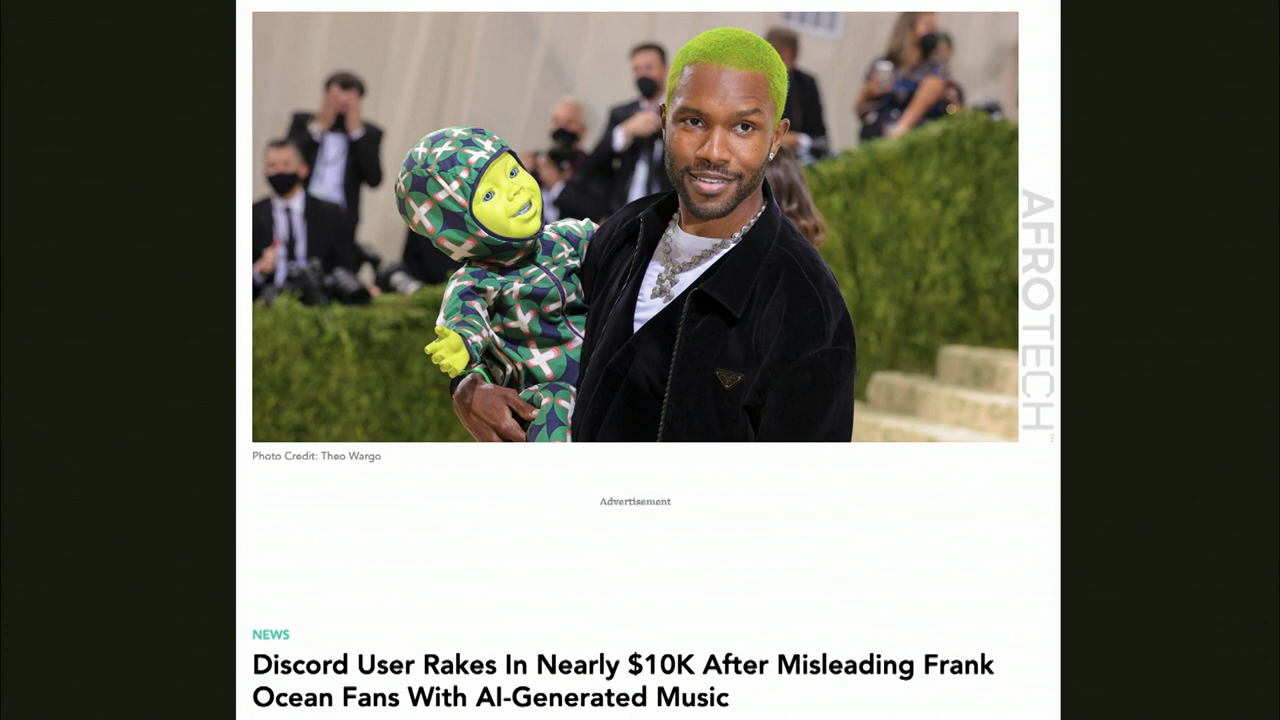 AFROTECH
Photo Credit: Theo Wargo
Advertisement
NEWS
Discord User Rakes In Nearly $10K After Misleading Frank
Ocean Fans With AI-Generated Music